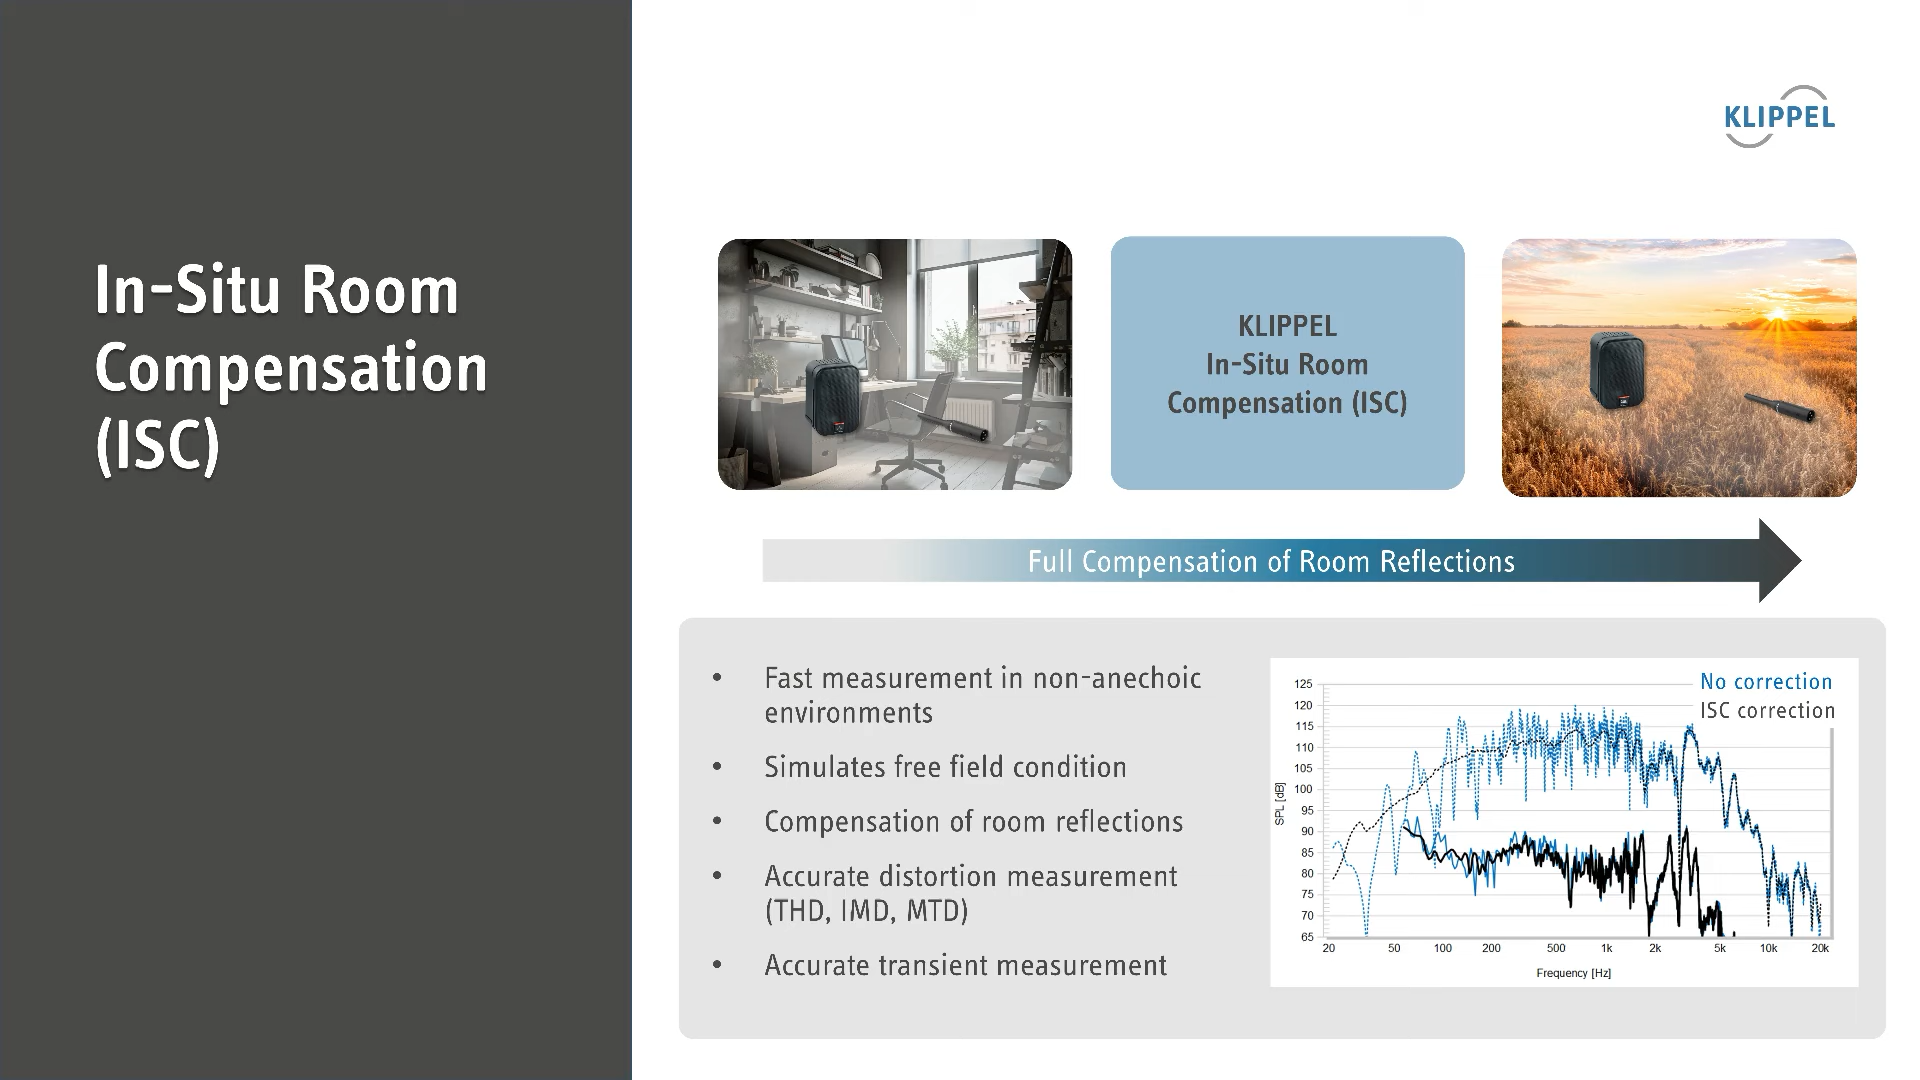 In-Situ Room
Compensation
(ISC)
KLIPPEL
KLIPPEL
In-Situ Room
Compensation (ISC)
Full Compensation of Room Reflections
• Fast measurement in non-anechoic
environments
• Simulates free field condition
• Compensation of room reflections
• Accurate distortion measurement
(THD, IMD, MTD)
• Accurate transient measurement
No correction
ISC correction
125
120
115
110
105
100
95
90
85
80
75
70
65
SPL [dB]
20 50 100 200 500 1k 2k 5k 10k 20k
Frequency [Hz]